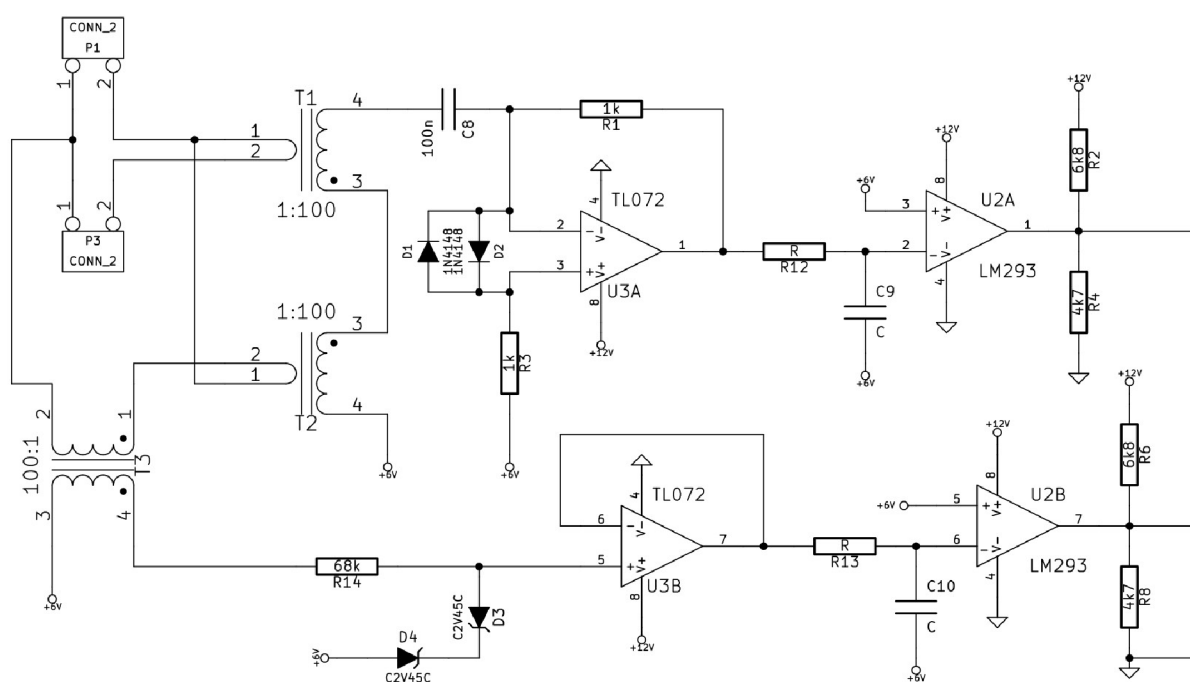 CONN_2
P1
1
2
T1
4
100n
C8
1k
R1
+12V
1
2
3
1:100
4
TL072
+6V
+12V
8
6k8
R2
1
2
P3
CONN_2
D1
1N4148
1N4148
D2
2
-
V-
3
+
V+
1
8
U3A
+12V
R
R12
3
+
V+
2
-
V-
U2A
1
LM293
4
C9
C
+6V
4k7
R4
1:100
3
2
1
T2
4
+6V
1k
R3
+6V
2
1
100:1
T3
3
4
+6V
68k
R14
C2V45C
D3
+6V
D4
C2V45C
4
TL072
6
-
V-
5
+
V+
7
8
U3B
+12V
R
R13
+12V
8
+6V
5
+
V+
6
-
V-
U2B
7
LM293
4
C10
C
+6V
+12V
6k8
R6
4k7
R8